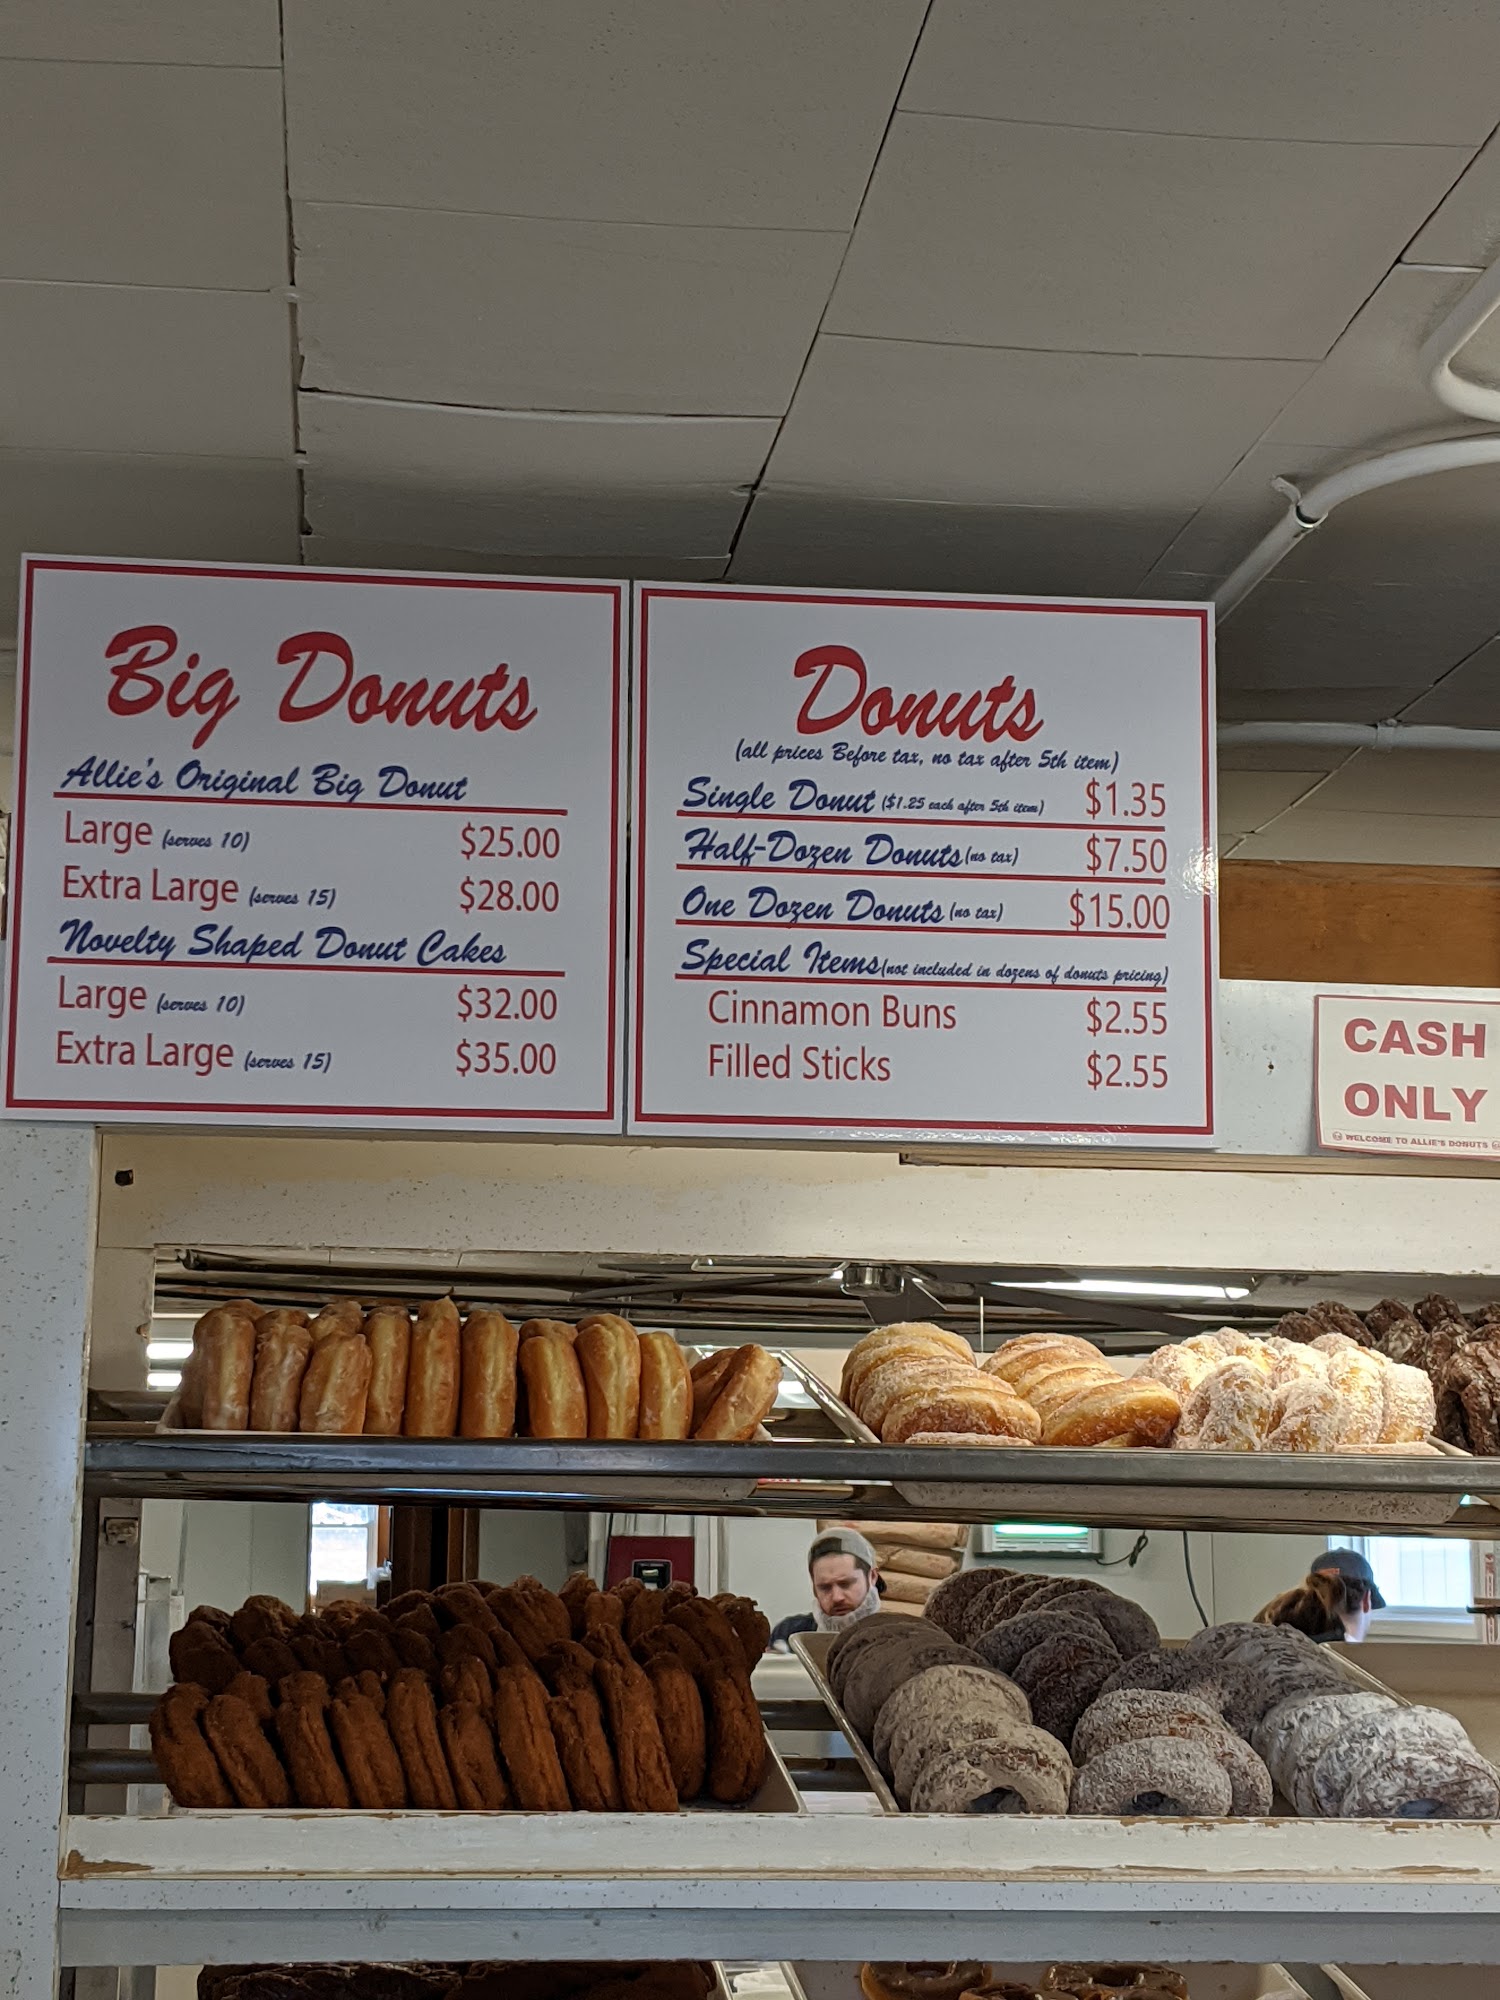 Big Donuts
Allie's Original Big Donut
Large (serves 10) $25.00
Extra Large (serves 15) $28.00
Novelty Shaped Donut Cakes
Large (serves 10) $32.00
Extra Large (serves 15) $35.00
Donuts
(all prices Before tax, no tax after 5th item)
Single Donut ($1.25 each after 5th item) $1.35
Half-Dozen Donuts (no tax) $7.50
One Dozen Donuts (no tax) $15.00
Special Items (not included in dozens of donuts pricing)
Cinnamon Buns $2.55
Filled Sticks $2.55
CASH
ONLY
WELCOME TO ALLIE'S DONUTS